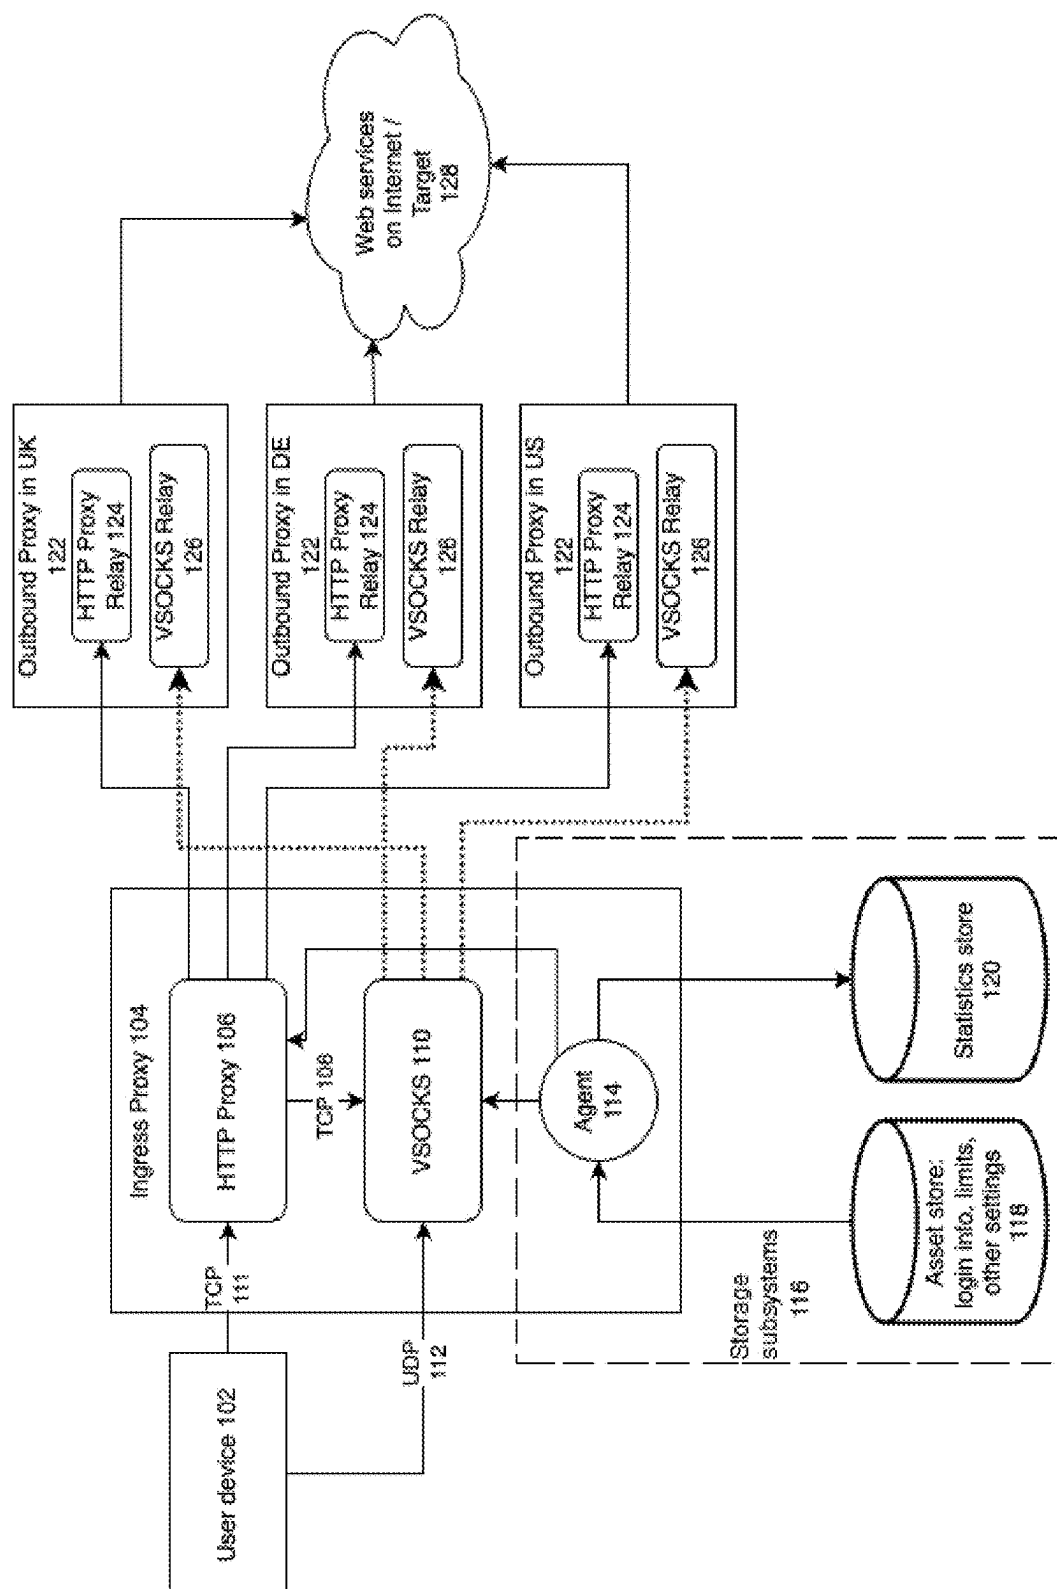 User device 102
TCP
111
UDP
112
Ingress Proxy 104
HTTP Proxy 106
TCP 108
VSOCKS 110
Agent
114
Storage
subsystems
116
Asset store:
login info, limits,
other settings
118
Statistics store
120
Outbound Proxy in UK
122
HTTP Proxy
Relay 124
VSOCKS Relay
126
Outbound Proxy in DE
122
HTTP Proxy
Relay 124
VSOCKS Relay
126
Outbound Proxy in US
122
HTTP Proxy
Relay 124
VSOCKS Relay
126
Web services
on Internet /
Target
128